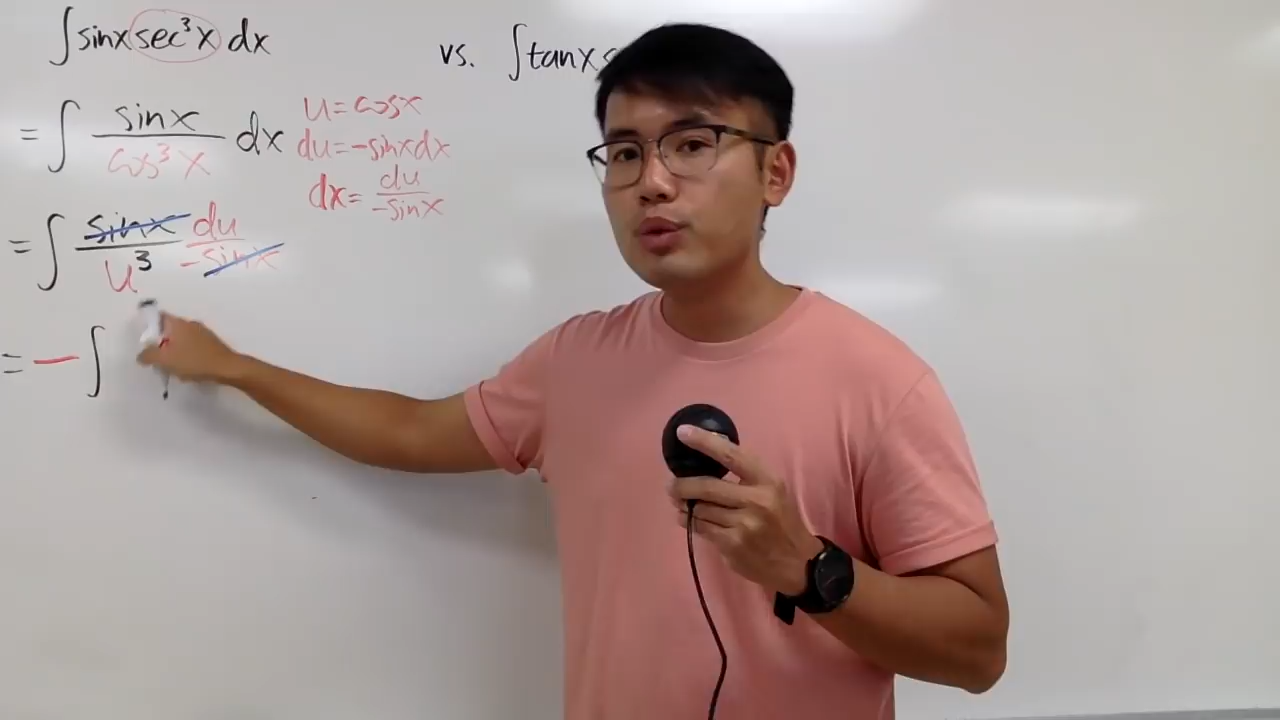 ∫ sinx sec³x dx
vs. ∫ tanx
= ∫ sinx / cos³x dx
u = cosx
du = -sinx dx
dx = du / -sinx
= ∫ sinx / u³ du / -sinx
= - ∫